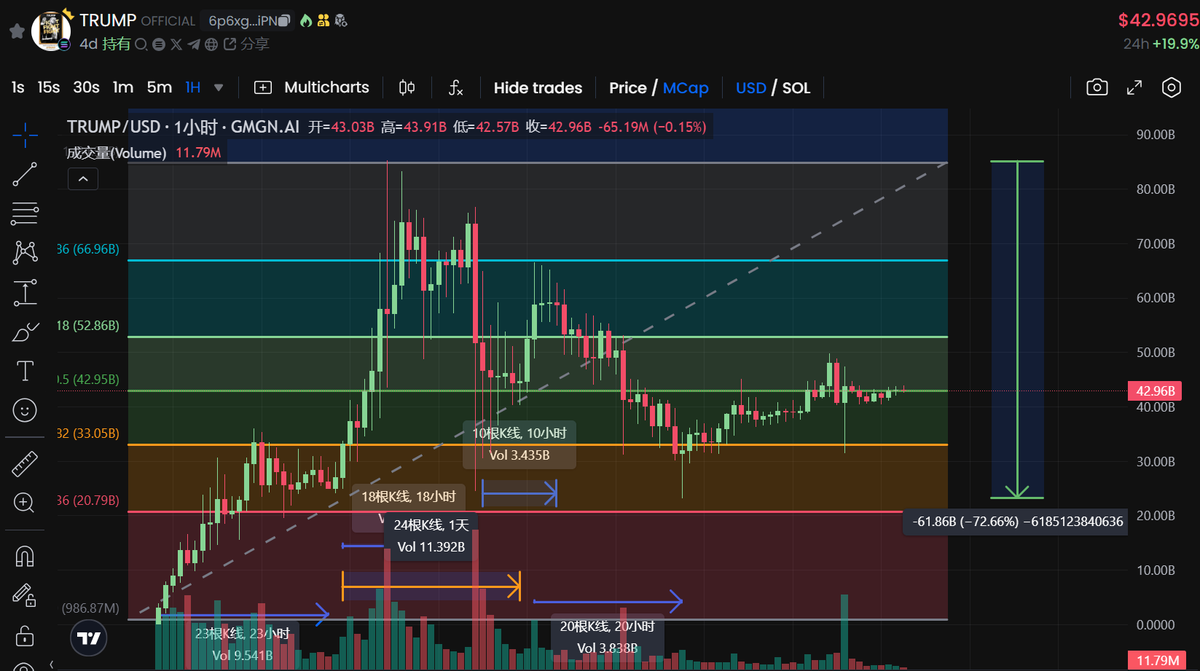 TRUMP OFFICIAL 6p6xg...iPN
$42.9695
4d 持有 分享
24h +19.9%
1s 15s 30s 1m 5m 1H Multicharts Hide trades Price / MCap USD / SOL
TRUMP/USD · 1小时 · GMGN.AI 开=43.03B 高=43.91B 低=42.57B 收=42.96B -65.19M (−0.15%)
成交量(Volume) 11.79M
90.00B
80.00B
70.00B
36 (66.96B)
60.00B
18 (52.86B)
50.00B
0.5 (42.95B)
42.96B
40.00B
32 (33.05B)
10根K线, 10小时
Vol 3.435B
30.00B
36 (20.79B)
18根K线, 18小时
20.00B
24根K线, 1天
Vol 11.392B
-61.86B (−72.66%) −6185123840636
10.00B
(986.87M)
0.0000
23根K线, 23小时
Vol 9.541B
20根K线, 20小时
Vol 3.838B
11.79M